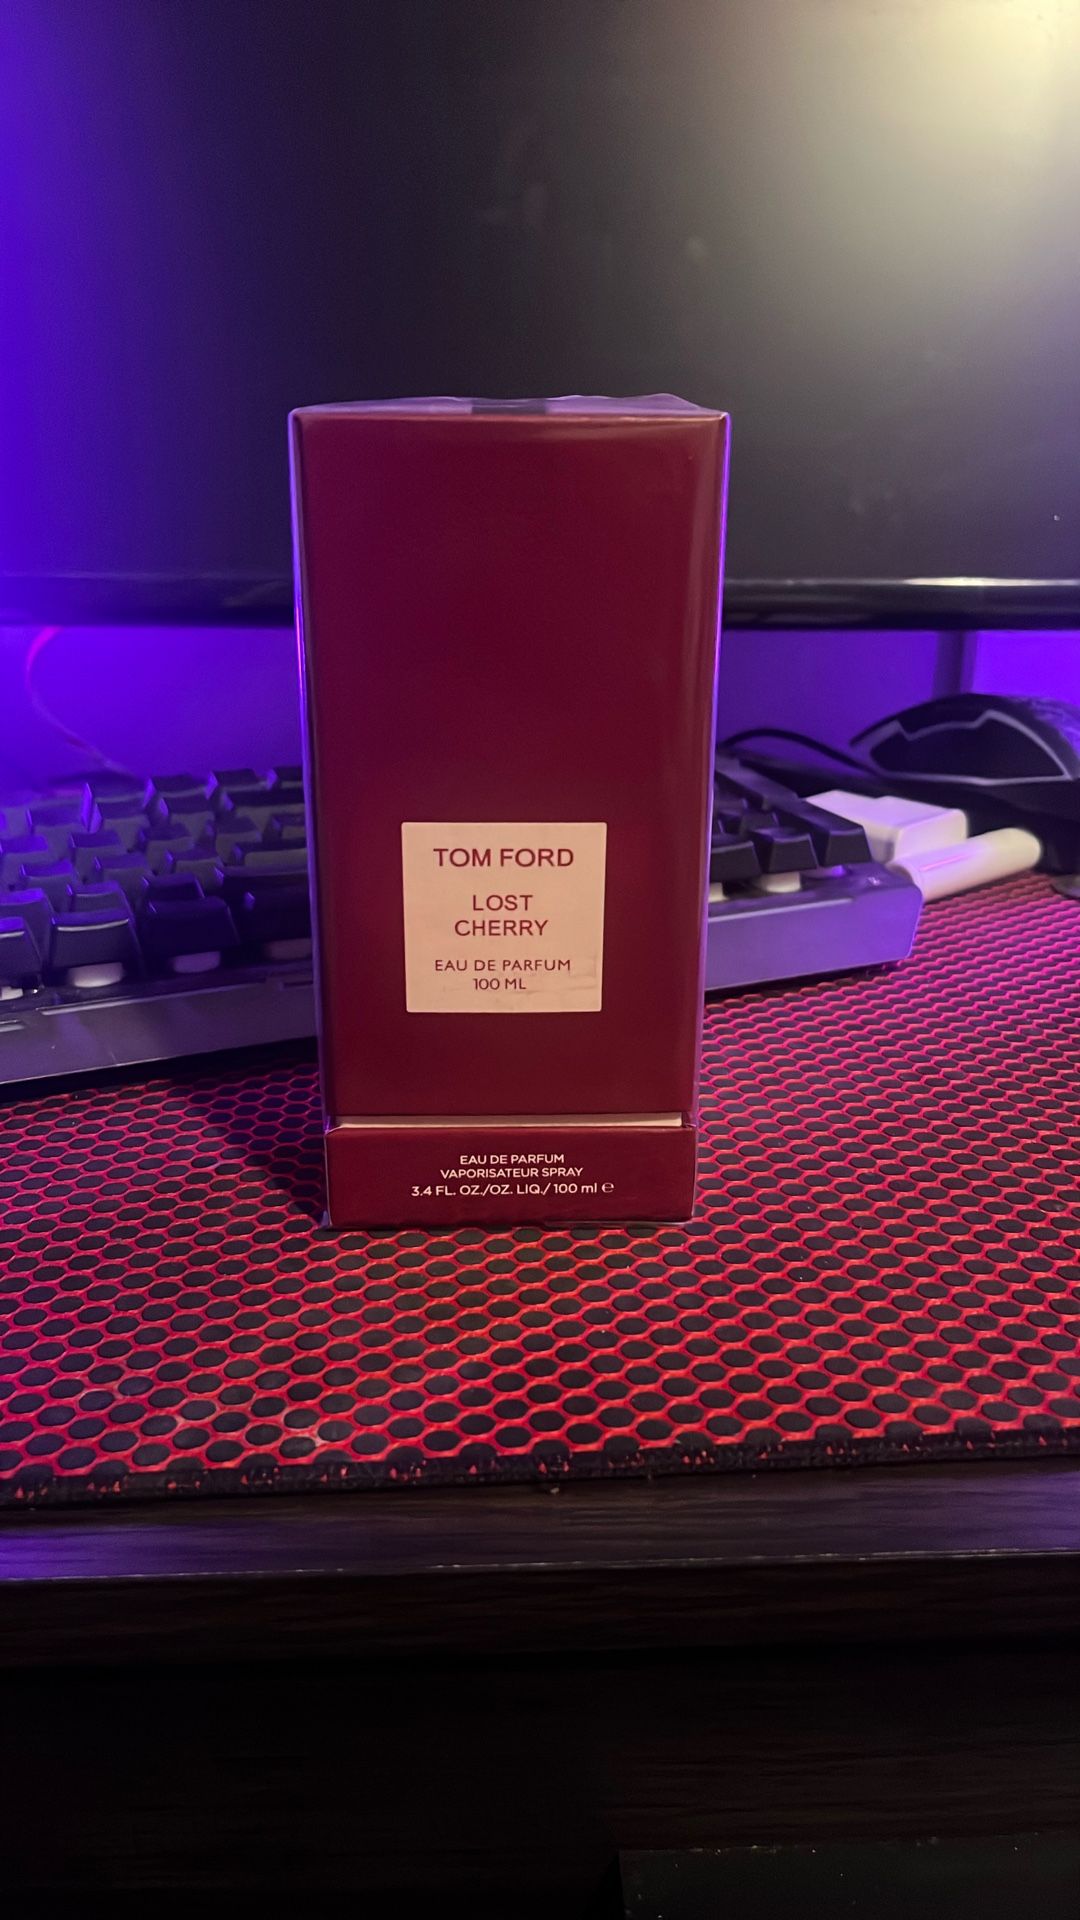 TOM FORD
LOST
CHERRY
EAU DE PARFUM
100 ML
EAU DE PARFUM
VAPORISATEUR SPRAY
3.4 FL. OZ./OZ. LIQ./ 100 ml ℮